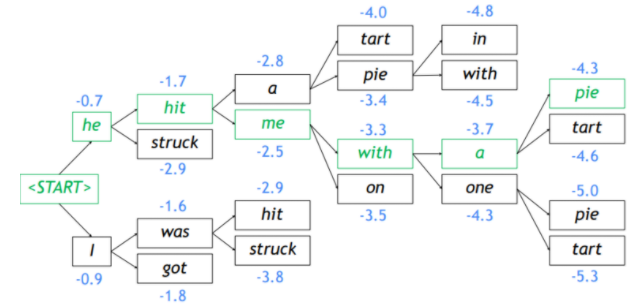 -4.0
-4.8
tart
in
-2.8
-1.7
a
pie
with
-4.3
-0.7
hit
-3.4
-4.5
pie
he
me
-3.3
-3.7
struck
-2.5
with
a
tart
-2.9
-4.6
<START>
-2.9
on
one
-1.6
hit
-3.5
-4.3
-5.0
was
pie
I
struck
got
tart
-0.9
-3.8
-1.8
-5.3